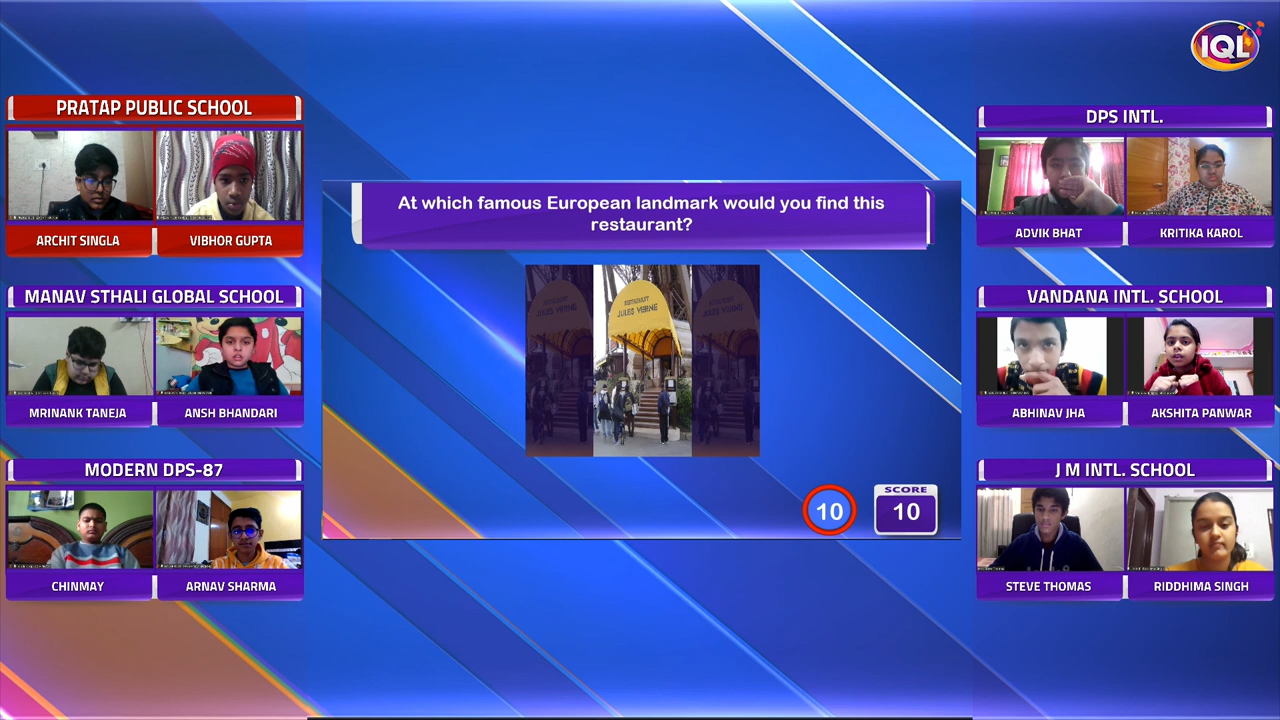 IQL
PRATAP PUBLIC SCHOOL
ARCHIT SINGLA
VIBHOR GUPTA
MANAV STHALI GLOBAL SCHOOL
MRINANK TANEJA
ANSH BHANDARI
MODERN DPS-87
CHINMAY
ARNAV SHARMA
At which famous European landmark would you find this
restaurant?
RESTAURANT
JULES VERNE
10
SCORE
10
DPS INTL.
ADVIK BHAT
KRITIKA KAROL
VANDANA INTL. SCHOOL
ABHINAV JHA
AKSHITA PANWAR
J M INTL. SCHOOL
STEVE THOMAS
RIDDHIMA SINGH